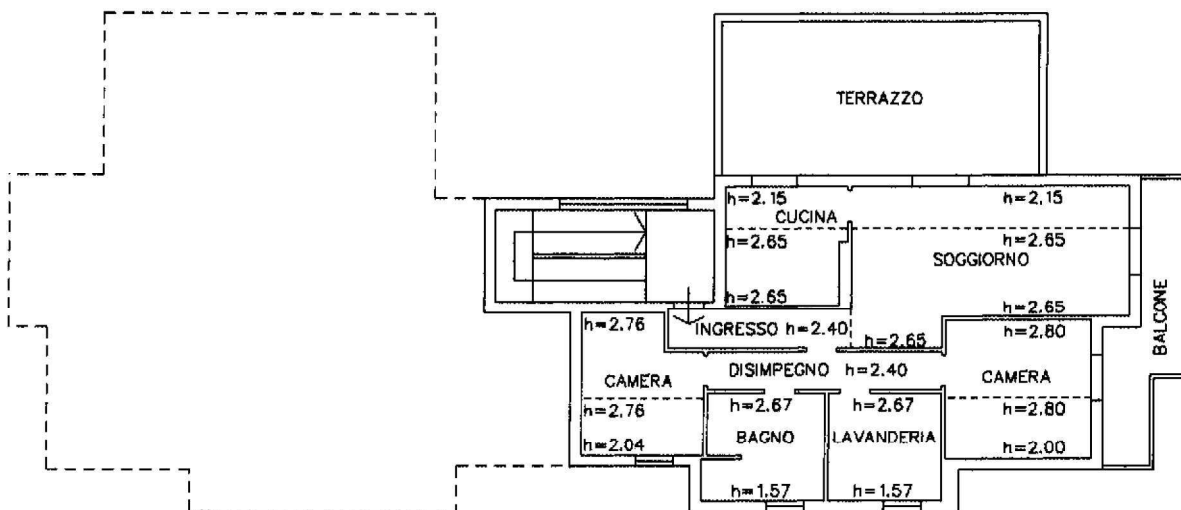 TERRAZZO
h=2.15
h=2.15
CUCINA
h=2.65
h=2.65
SOGGIORNO
h=2.65
h=2.65
BALCONE
h=2.76
INGRESSO h=2.40
h=2.65
h=2.80
DISIMPEGNO h=2.40
CAMERA
CAMERA
h=2.76
h=2.67
h=2.67
h=2.80
BAGNO
LAVANDERIA
h=2.04
h=2.00
h=1.57
h=1.57